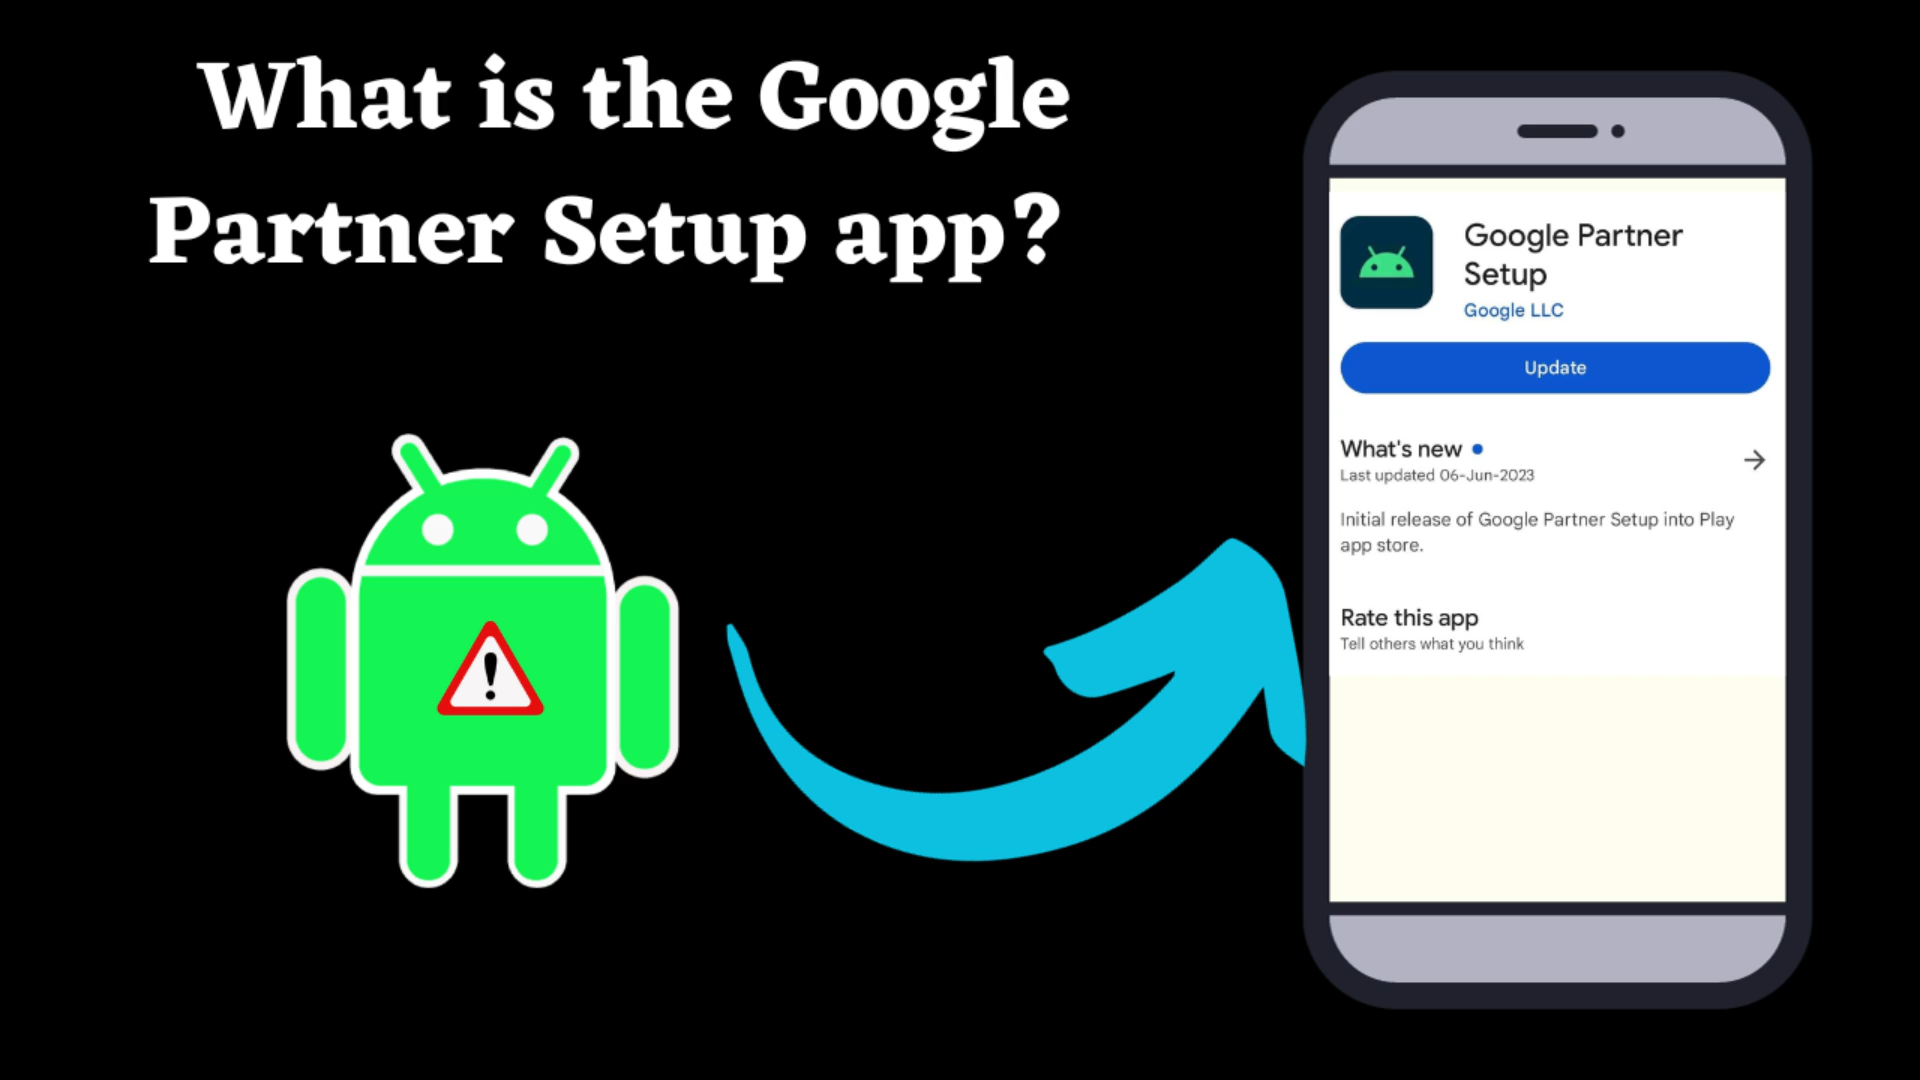 What is the Google
Partner Setup app?
Google Partner
Setup
Google LLC
Update
What's new
Last updated 06-Jun-2023
Initial release of Google Partner Setup into Play
app store.
Rate this app
Tell others what you think
!